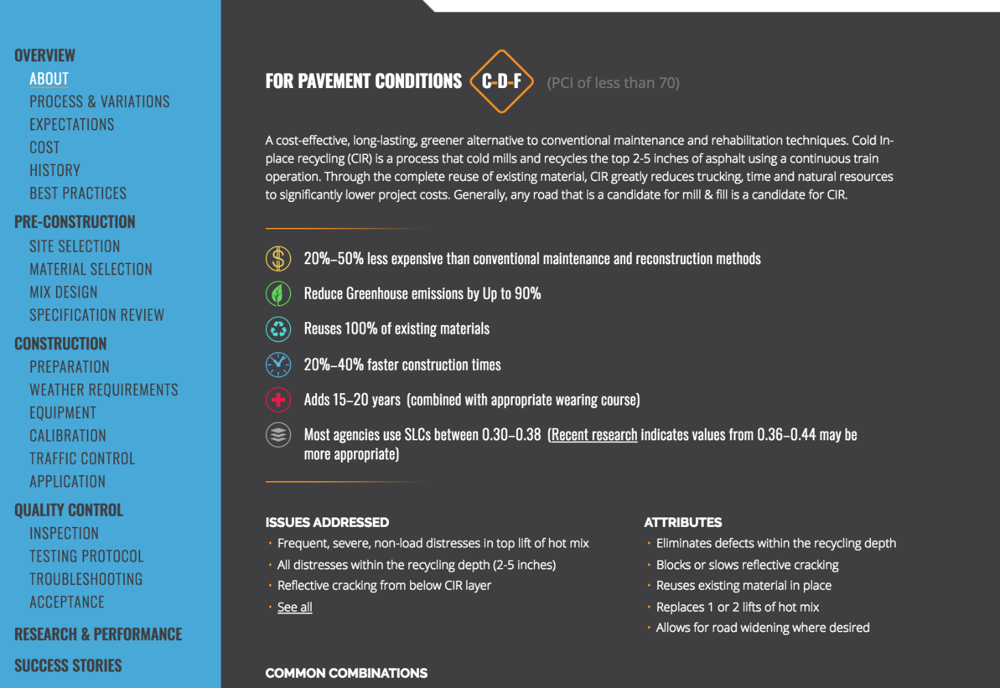 OVERVIEW
ABOUT
PROCESS & VARIATIONS
EXPECTATIONS
COST
HISTORY
BEST PRACTICES
PRE-CONSTRUCTION
SITE SELECTION
MATERIAL SELECTION
MIX DESIGN
SPECIFICATION REVIEW
CONSTRUCTION
PREPARATION
WEATHER REQUIREMENTS
EQUIPMENT
CALIBRATION
TRAFFIC CONTROL
APPLICATION
QUALITY CONTROL
INSPECTION
TESTING PROTOCOL
TROUBLESHOOTING
ACCEPTANCE
RESEARCH & PERFORMANCE
SUCCESS STORIES
FOR PAVEMENT CONDITIONS C-D-F (PCI of less than 70)
A cost-effective, long-lasting, greener alternative to conventional maintenance and rehabilitation techniques. Cold In-
place recycling (CIR) is a process that cold mills and recycles the top 2-5 inches of asphalt using a continuous train
operation. Through the complete reuse of existing material, CIR greatly reduces trucking, time and natural resources
to significantly lower project costs. Generally, any road that is a candidate for mill & fill is a candidate for CIR.
20%–50% less expensive than conventional maintenance and reconstruction methods
Reduce Greenhouse emissions by Up to 90%
Reuses 100% of existing materials
20%–40% faster construction times
Adds 15–20 years (combined with appropriate wearing course)
Most agencies use SLCs between 0.30–0.38 (Recent research indicates values from 0.36–0.44 may be
more appropriate)
ISSUES ADDRESSED
• Frequent, severe, non-load distresses in top lift of hot mix
• All distresses within the recycling depth (2-5 inches)
• Reflective cracking from below CIR layer
• See all
ATTRIBUTES
• Eliminates defects within the recycling depth
• Blocks or slows reflective cracking
• Reuses existing material in place
• Replaces 1 or 2 lifts of hot mix
• Allows for road widening where desired
COMMON COMBINATIONS